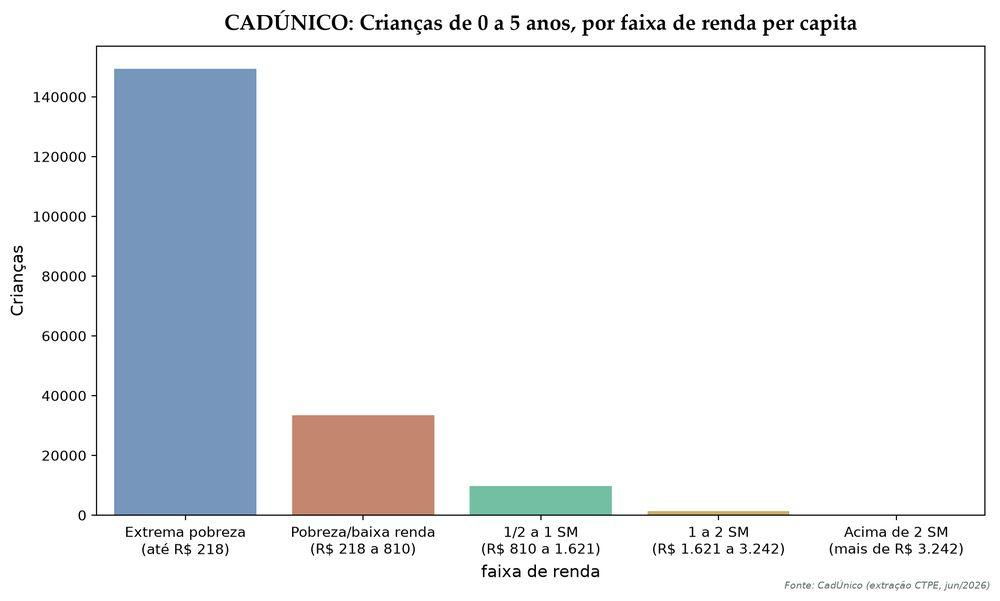 CADÚNICO: Crianças de 0 a 5 anos, por faixa de renda per capita
Crianças
140000
120000
100000
80000
60000
40000
20000
0
Extrema pobreza
(até R$ 218)
Pobreza/baixa renda
(R$ 218 a 810)
1/2 a 1 SM
(R$ 810 a 1.621)
1 a 2 SM
(R$ 1.621 a 3.242)
Acima de 2 SM
(mais de R$ 3.242)
faixa de renda
Fonte: CadÚnico (extração CTPE, jun/2026)